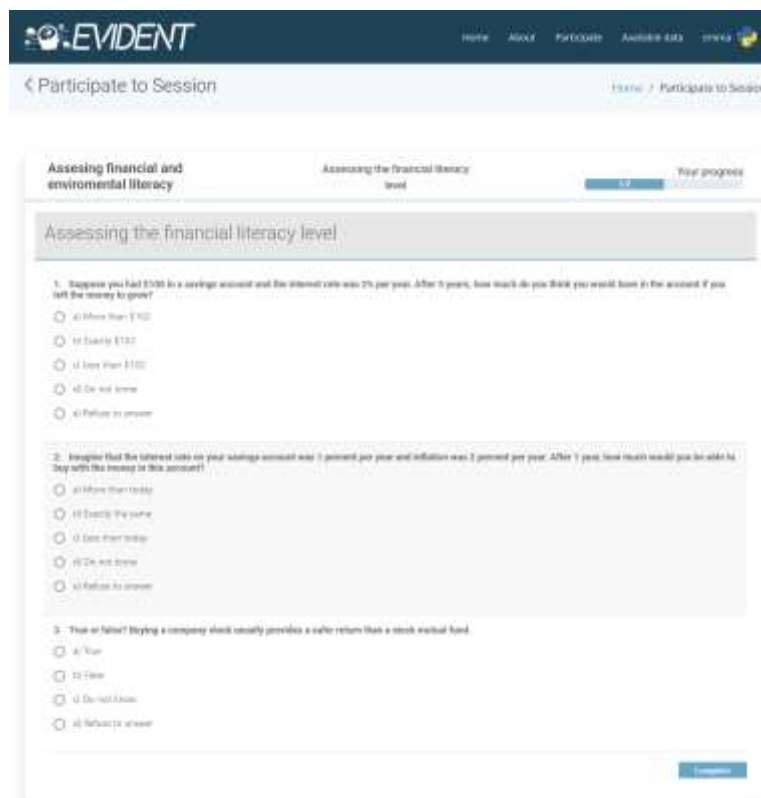 EVIDENT
Home About Participate Available data emma
< Participate to Session
Home / Participate to Session
Assesing financial and
enviromental literacy
Assessing the financial literacy
level
Your progress
Assessing the financial literacy level
1. Suppose you had $100 in a savings account and the interest rate was 2% per year. After 5 years, how much do you think you would have in the account if you
left the money to grow?
a) More than $102
b) Exactly $102
c) Less than $102
d) Do not know
e) Refuse to answer
2. Imagine that the interest rate on your savings account was 1 percent per year and inflation was 2 percent per year. After 1 year, how much would you be able to
buy with the money in this account?
a) More than today
b) Exactly the same
c) Less than today
d) Do not know
e) Refuse to answer
3. True or false? Buying a company stock usually provides a safer return than a stock mutual fund.
a) True
b) False
c) Do not know
d) Refuse to answer
Complete